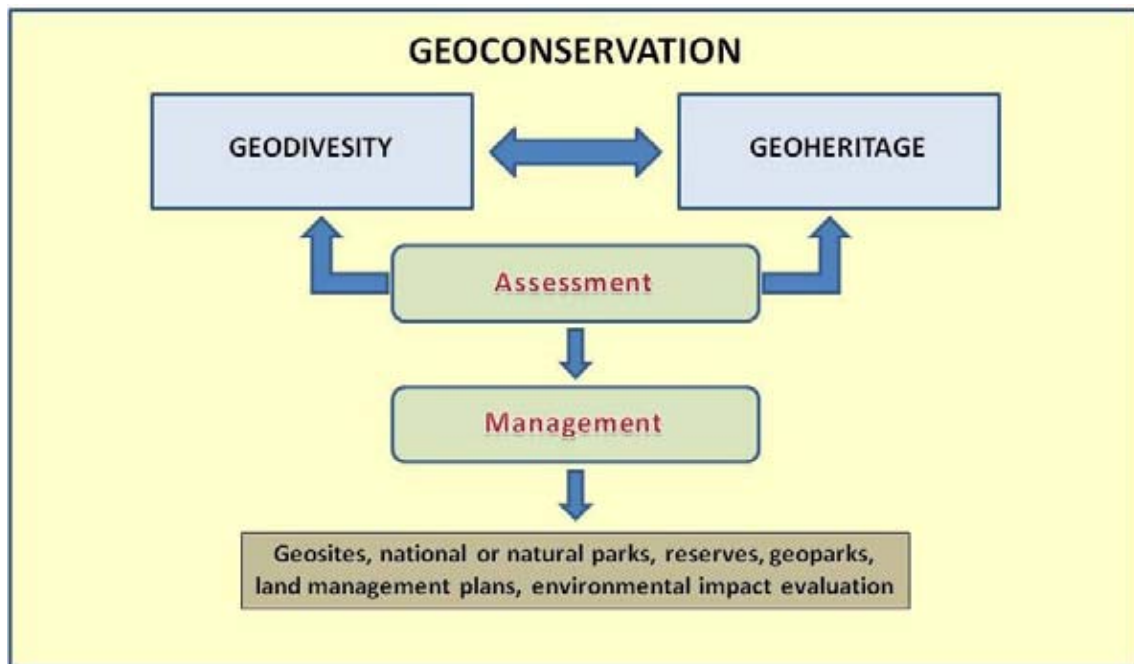 GEOCONSERVATION
GEODIVESITY
GEOHERITAGE
Assessment
Management
Geosites, national or natural parks, reserves, geoparks,
land management plans, environmental impact evaluation